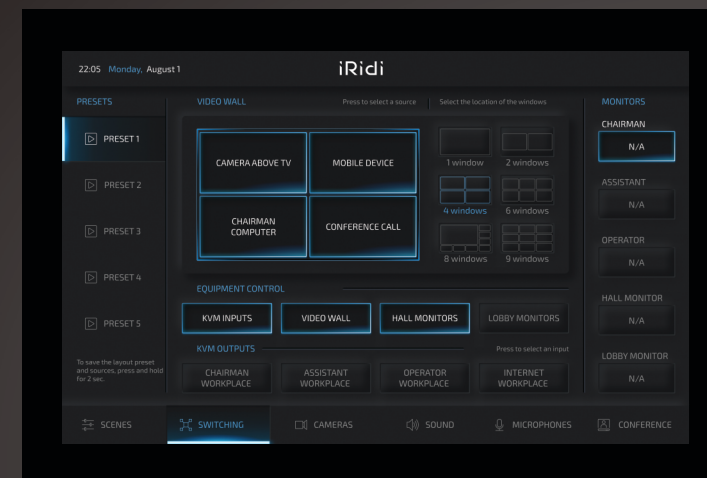 22:05 Monday, August 1
iRidi
PRESETS
PRESET 1
PRESET 2
PRESET 3
PRESET 4
PRESET 5
To save the layout preset
and sources, press and hold
for 2 sec.
VIDEO WALL
Press to select a source
Select the location of the windows
CAMERA ABOVE TV
MOBILE DEVICE
CHAIRMAN
COMPUTER
CONFERENCE CALL
1 window
2 windows
4 windows
6 windows
8 windows
9 windows
EQUIPMENT CONTROL
KVM INPUTS
VIDEO WALL
HALL MONITORS
LOBBY MONITORS
KVM OUTPUTS
Press to select an input
CHAIRMAN
WORKPLACE
ASSISTANT
WORKPLACE
OPERATOR
WORKPLACE
INTERNET
WORKPLACE
MONITORS
CHAIRMAN
N/A
ASSISTANT
N/A
OPERATOR
N/A
HALL MONITOR
N/A
LOBBY MONITOR
N/A
SCENES
SWITCHING
CAMERAS
SOUND
MICROPHONES
CONFERENCE